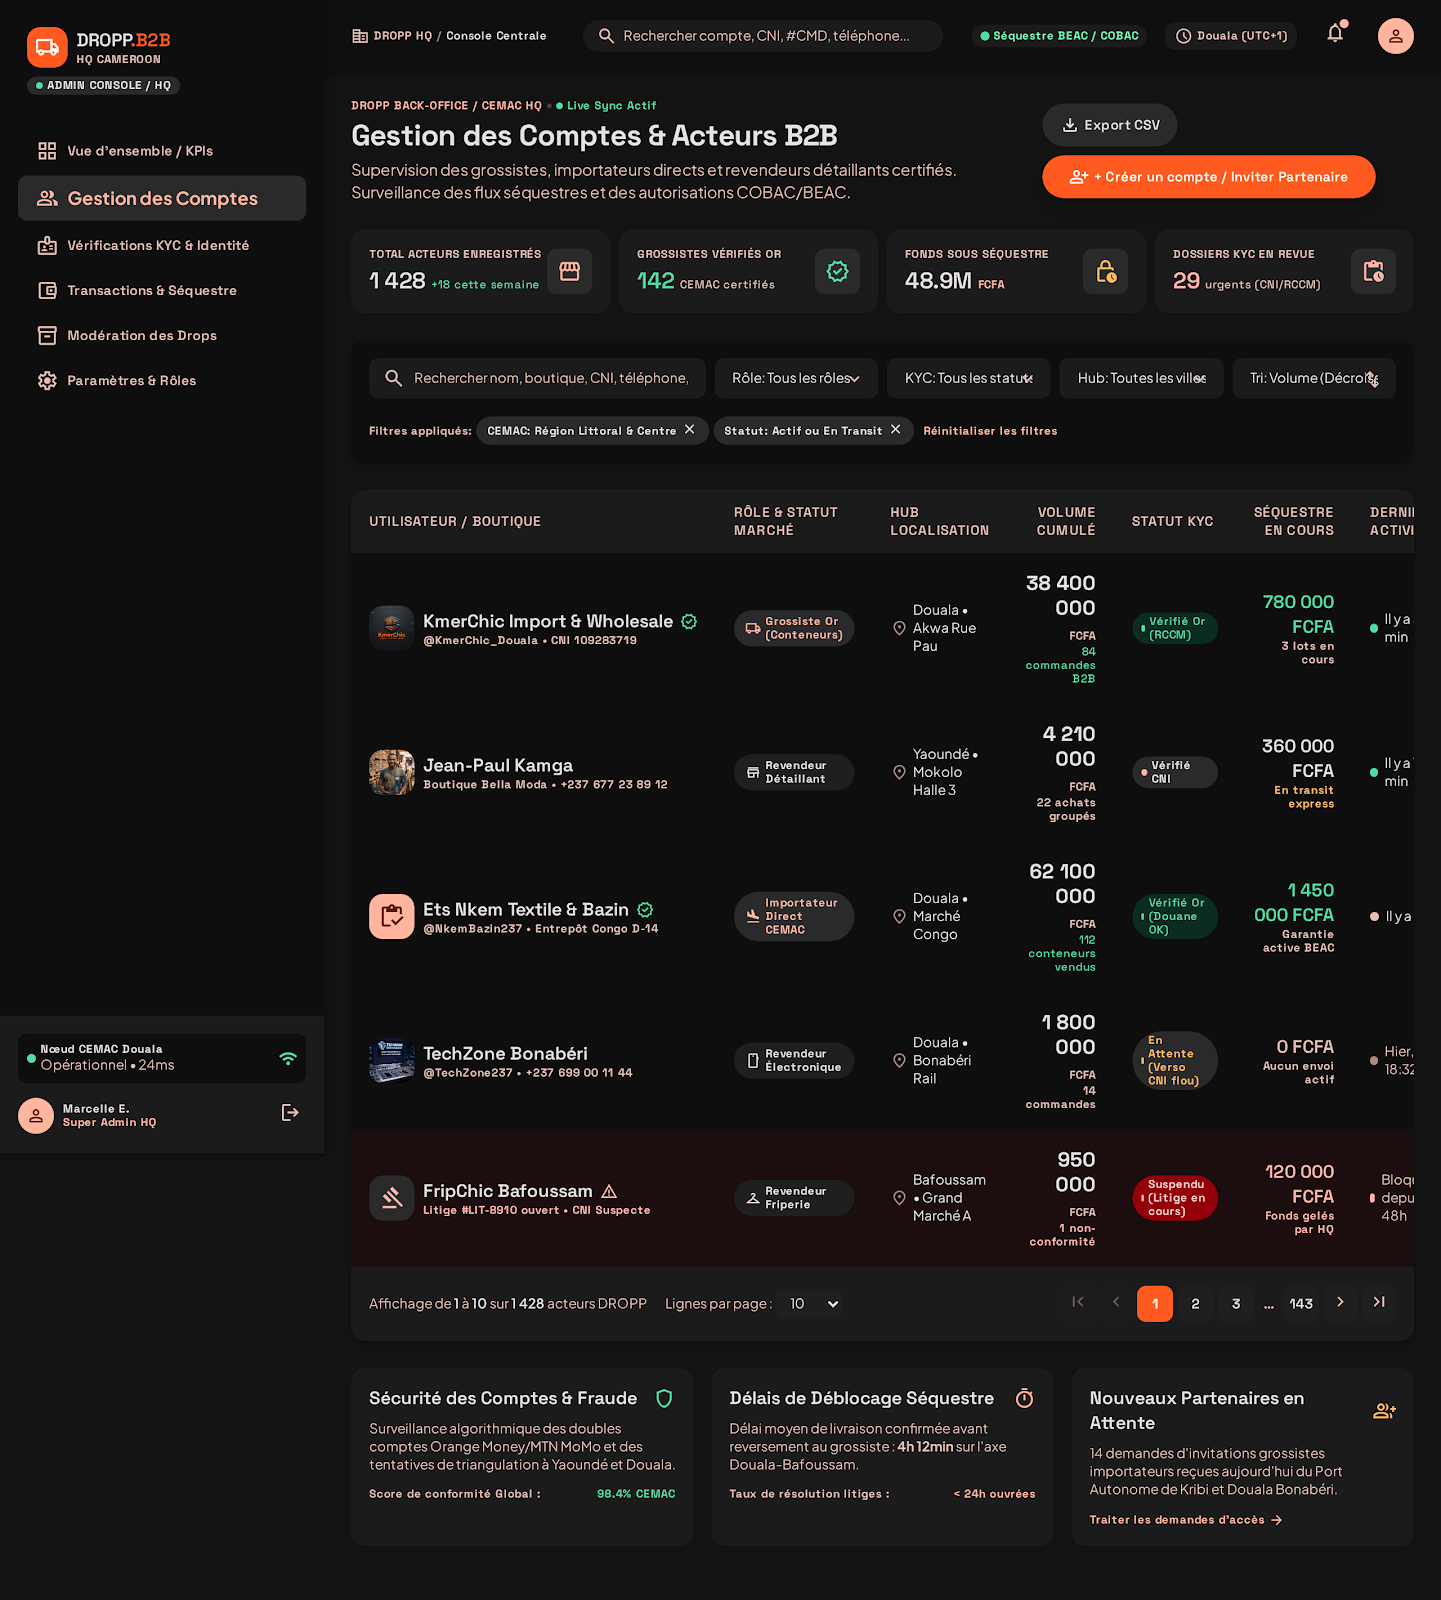 DROPP.B2B
HQ CAMEROON
ADMIN CONSOLE / HQ
Vue d'ensemble / KPIs
Gestion des Comptes
Vérifications KYC & Identité
Transactions & Séquestre
Modération des Drops
Paramètres & Rôles
Nœud CEMAC Douala
Opérationnel • 24ms
Marcelle E.
Super Admin HQ
DROPP HQ / Console Centrale
Rechercher compte, CNI, #CMD, téléphone...
Séquestre BEAC / COBAC
Douala (UTC+1)
DROPP BACK-OFFICE / CEMAC HQ • Live Sync Actif
Gestion des Comptes & Acteurs B2B
Supervision des grossistes, importateurs directs et revendeurs détaillants certifiés.
Surveillance des flux séquestres et des autorisations COBAC/BEAC.
Export CSV
+ Créer un compte / Inviter Partenaire
TOTAL ACTEURS ENREGISTRÉS
1 428 +18 cette semaine
GROSSISTES VÉRIFIÉS OR
142 CEMAC certifiés
FONDS SOUS SÉQUESTRE
48.9M FCFA
DOSSIERS KYC EN REVUE
29 urgents (CNI/RCCM)
Rechercher nom, boutique, CNI, téléphone,
Rôle: Tous les rôles
KYC: Tous les statuts
Hub: Toutes les villes
Tri: Volume (Décrois
Filtres appliqués:
CEMAC: Région Littoral & Centre ✕
Statut: Actif ou En Transit ✕
Réinitialiser les filtres
UTILISATEUR / BOUTIQUE
RÔLE & STATUT
MARCHÉ
HUB
LOCALISATION
VOLUME
CUMULÉ
STATUT KYC
SÉQUESTRE
EN COURS
DERNI
ACTIVI
KmerChic
KmerChic Import & Wholesale
@KmerChic_Douala • CNI 109283719
Grossiste Or
(Conteneurs)
Douala •
Akwa Rue
Pau
38 400
000
FCFA
84
commandes
B2B
Vérifié Or
(RCCM)
780 000
FCFA
3 lots en
cours
Il y a
min
Jean-Paul Kamga
Boutique Bella Moda • +237 677 23 89 12
Revendeur
Détaillant
Yaoundé •
Mokolo
Halle 3
4 210
000
FCFA
22 achats
groupés
Vérifié
CNI
360 000
FCFA
En transit
express
Il y a
min
Ets Nkem Textile & Bazin
@NkemBazin237 • Entrepôt Congo D-14
Importateur
Direct
CEMAC
Douala •
Marché
Congo
62 100
000
FCFA
112
conteneurs
vendus
Vérifié Or
(Douane
OK)
1 450
000 FCFA
Garantie
active BEAC
Il y a
TechZone Bonabéri
@TechZone237 • +237 699 00 11 44
Revendeur
Électronique
Douala •
Bonabéri
Rail
1 800
000
FCFA
14
commandes
En
Attente
(Verso
CNI flou)
0 FCFA
Aucun envoi
actif
Hier,
18:32
FripChic Bafoussam
Litige #LIT-8910 ouvert • CNI Suspecte
Revendeur
Friperie
Bafoussam
• Grand
Marché A
950
000
FCFA
1 non-
conformité
Suspendu
(Litige en
cours)
120 000
FCFA
Fonds gelés
par HQ
Bloqu
depu
48h
Affichage de 1 à 10 sur 1 428 acteurs DROPP
Lignes par page :
10
1 2 3 ... 143
Sécurité des Comptes & Fraude
Surveillance algorithmique des doubles
comptes Orange Money/MTN MoMo et des
tentatives de triangulation à Yaoundé et Douala.
Score de conformité Global : 98.4% CEMAC
Délais de Déblocage Séquestre
Délai moyen de livraison confirmée avant
reversement au grossiste : 4h 12min sur l'axe
Douala-Bafoussam.
Taux de résolution litiges : < 24h ouvrées
Nouveaux Partenaires en
Attente
14 demandes d'invitations grossistes
importateurs reçues aujourd'hui du Port
Autonome de Kribi et Douala Bonabéri.
Traiter les demandes d'accès →